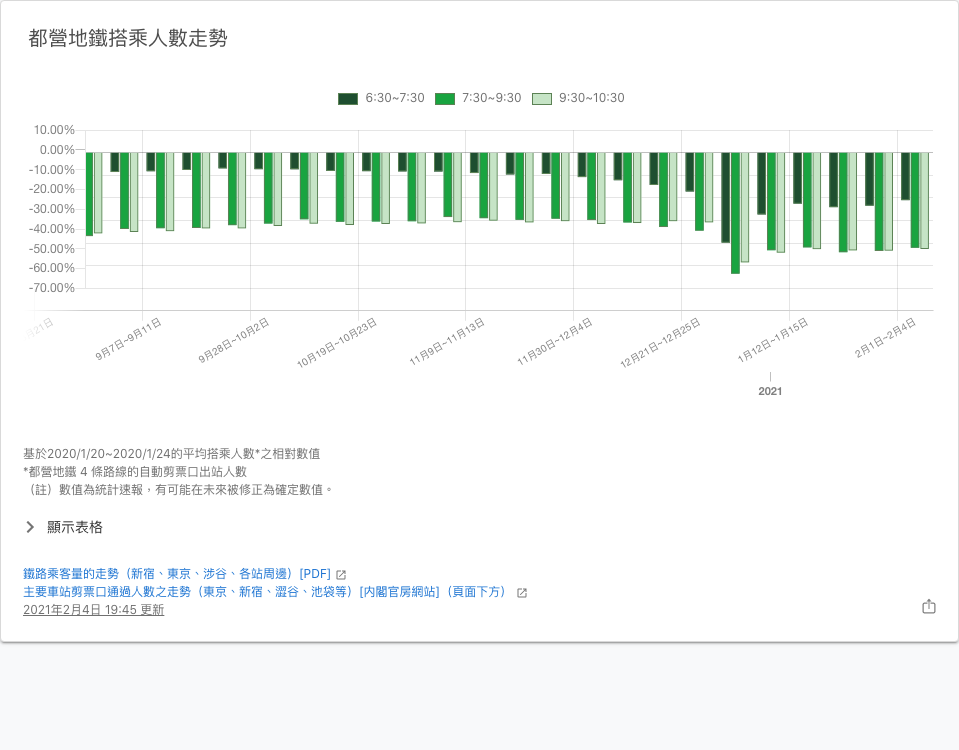 都營地鐵搭乘人數走勢
6:30~7:30 7:30~9:30 9:30~10:30
10.00%
0.00%
-10.00%
-20.00%
-30.00%
-40.00%
-50.00%
-60.00%
-70.00%
月21日 9月7日~9月11日 9月28日~10月2日 10月19日~10月23日 11月9日~11月13日 11月30日~12月4日 12月21日~12月25日 1月12日~1月15日 2月1日~2月4日
2021
基於2020/1/20~2020/1/24的平均搭乘人數*之相對數值
*都營地鐵 4 條路線的自動剪票口出站人數
（註）數值為統計速報，有可能在未來被修正為確定數值。
顯示表格
鐵路乘客量的走勢（新宿、東京、涉谷、各站周邊）[PDF]
主要車站剪票口通過人數之走勢（東京、新宿、澀谷、池袋等）[内閣官房網站]（頁面下方）
2021年2月4日 19:45 更新